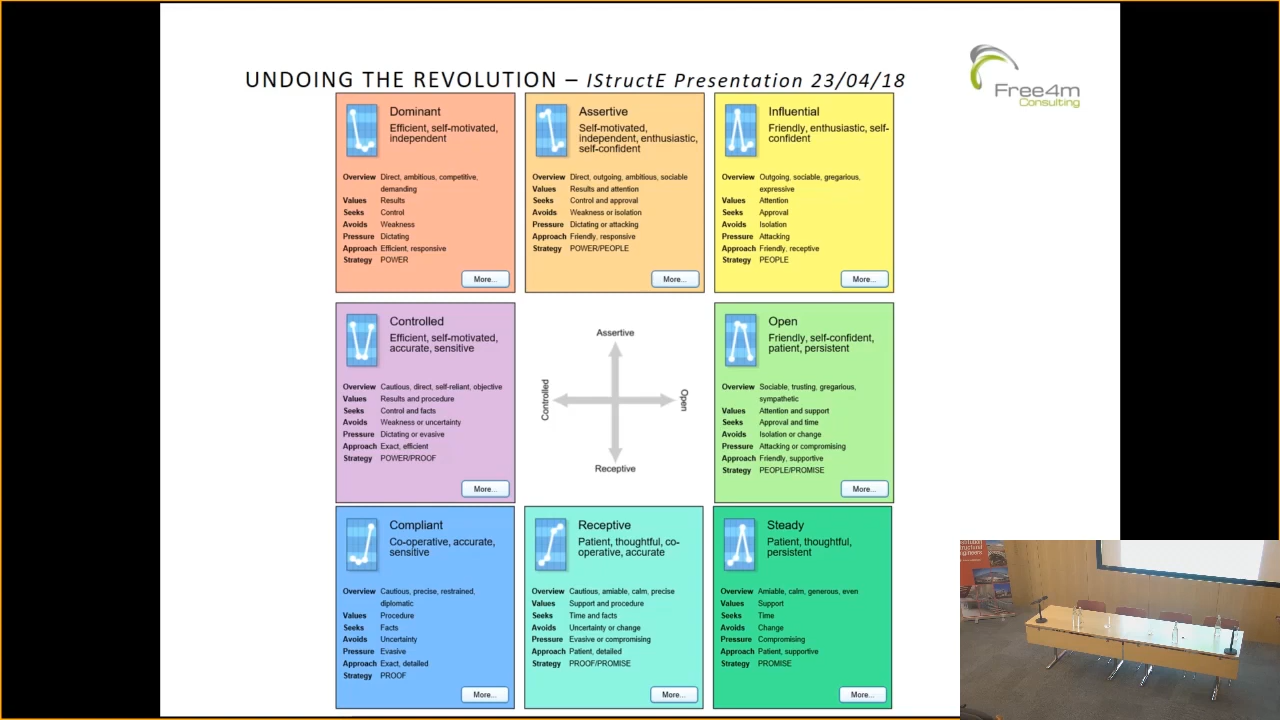 UNDOING THE REVOLUTION – IStructE Presentation 23/04/18
Free4m
Consulting
Dominant
Efficient, self-motivated,
independent
Overview Direct, ambitious, competitive,
demanding
Values Results
Seeks Control
Avoids Weakness
Pressure Dictating
Approach Efficient, responsive
Strategy POWER
More...
Assertive
Self-motivated,
independent, enthusiastic,
self-confident
Overview Direct, outgoing, ambitious, sociable
Values Results and attention
Seeks Control and approval
Avoids Weakness or isolation
Pressure Dictating or attacking
Approach Friendly, responsive
Strategy POWER/PEOPLE
More...
Influential
Friendly, enthusiastic, self-
confident
Overview Outgoing, sociable, gregarious,
expressive
Values Attention
Seeks Approval
Avoids Isolation
Pressure Attacking
Approach Friendly, receptive
Strategy PEOPLE
More...
Controlled
Efficient, self-motivated,
accurate, sensitive
Overview Cautious, direct, self-reliant, objective
Values Results and procedure
Seeks Control and facts
Avoids Weakness or uncertainty
Pressure Dictating or evasive
Approach Exact, efficient
Strategy POWER/PROOF
More...
Assertive
Controlled
Open
Receptive
Open
Friendly, self-confident,
patient, persistent
Overview Sociable, trusting, gregarious,
sympathetic
Values Attention and support
Seeks Approval and time
Avoids Isolation or change
Pressure Attacking or compromising
Approach Friendly, supportive
Strategy PEOPLE/PROMISE
More...
Compliant
Co-operative, accurate,
sensitive
Overview Cautious, precise, restrained,
diplomatic
Values Procedure
Seeks Facts
Avoids Uncertainty
Pressure Evasive
Approach Exact, detailed
Strategy PROOF
More...
Receptive
Patient, thoughtful, co-
operative, accurate
Overview Cautious, amiable, calm, precise
Values Support and procedure
Seeks Time and facts
Avoids Uncertainty or change
Pressure Evasive or compromising
Approach Patient, detailed
Strategy PROOF/PROMISE
More...
Steady
Patient, thoughtful,
persistent
Overview Amiable, calm, generous, even
Values Support
Seeks Time
Avoids Change
Pressure Compromising
Approach Patient, supportive
Strategy PROMISE
More...